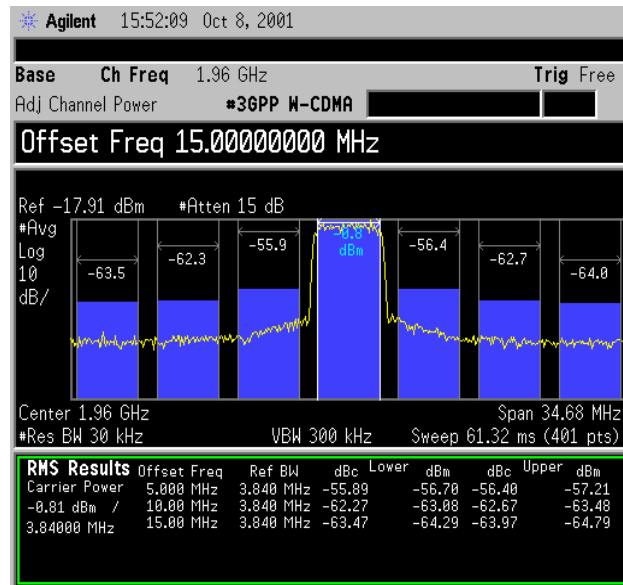 Agilent 15:52:09 Oct 8, 2001
Base Ch Freq 1.96 GHz Trig Free
Adj Channel Power #3GPP W-CDMA
Offset Freq 15.00000000 MHz
Ref -17.91 dBm #Atten 15 dB
#Avg
Log
10
dB/
-63.5 -62.3 -55.9 -0.8 dBm -56.4 -62.7 -64.0
Center 1.96 GHz Span 34.68 MHz
#Res BW 30 kHz VBW 300 kHz Sweep 61.32 ms (401 pts)
RMS Results Offset Freq Ref BW dBc Lower dBm dBc Upper dBm
Carrier Power 5.000 MHz 3.840 MHz -55.89 -56.70 -56.40 -57.21
-0.81 dBm / 10.00 MHz 3.840 MHz -62.27 -63.08 -62.67 -63.48
3.84000 MHz 15.00 MHz 3.840 MHz -63.47 -64.29 -63.97 -64.79